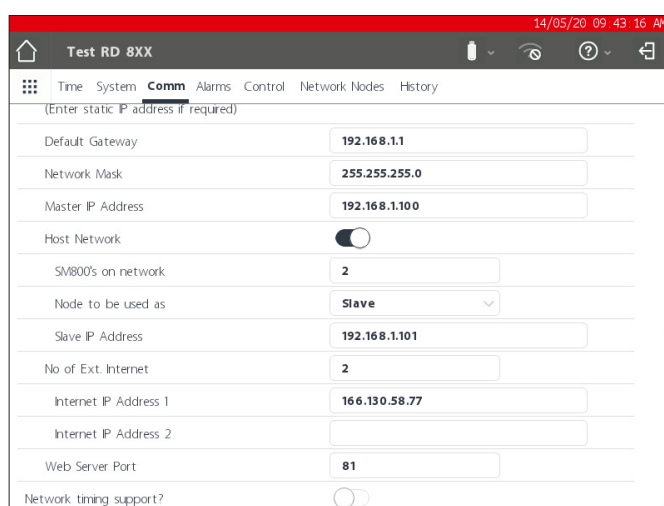 14/05/20 09:43:16 AM
Test RD 8XX
Time System Comm Alarms Control Network Nodes History
(Enter static IP address if required)
Default Gateway 192.168.1.1
Network Mask 255.255.255.0
Master IP Address 192.168.1.100
Host Network
SM800's on network 2
Node to be used as Slave
Slave IP Address 192.168.1.101
No of Ext. Internet 2
Internet IP Address 1 166.130.58.77
Internet IP Address 2
Web Server Port 81
Network timing support?